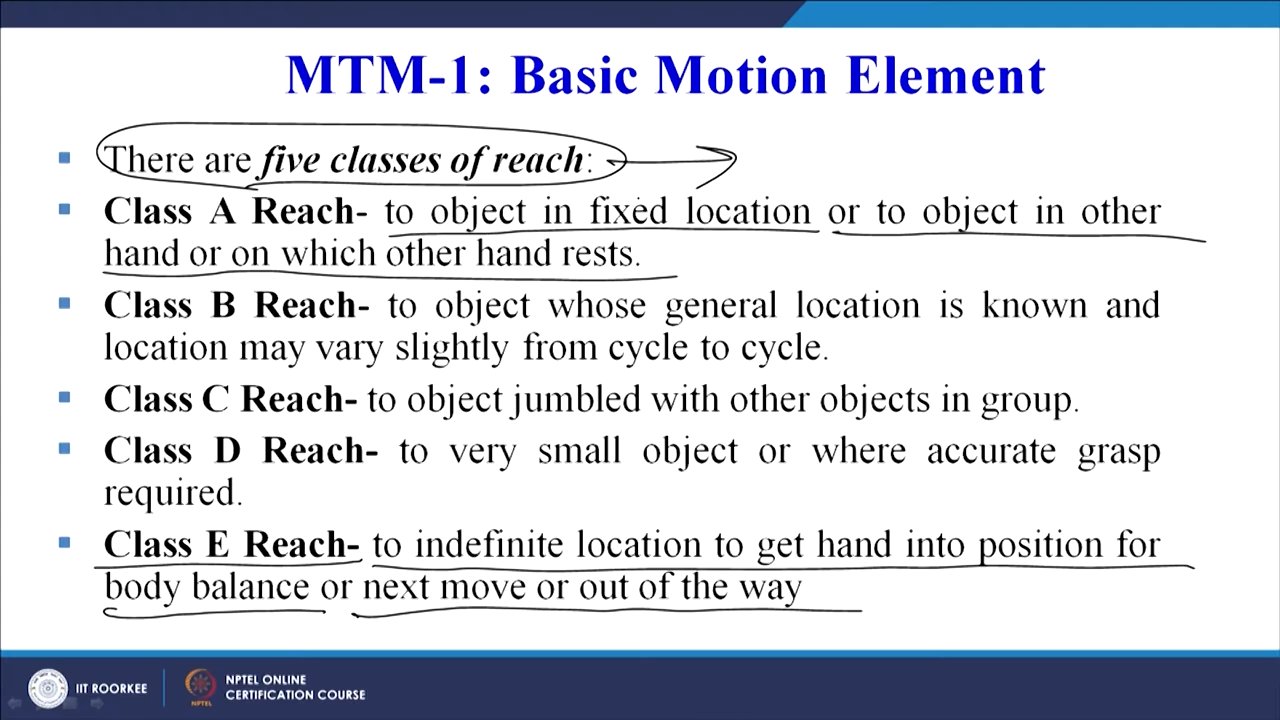 MTM-1: Basic Motion Element
There are five classes of reach:
Class A Reach- to object in fixed location or to object in other
hand or on which other hand rests.
Class B Reach- to object whose general location is known and
location may vary slightly from cycle to cycle.
Class C Reach- to object jumbled with other objects in group.
Class D Reach- to very small object or where accurate grasp
required.
Class E Reach- to indefinite location to get hand into position for
body balance or next move or out of the way
IIT ROORKEE
NPTEL ONLINE
CERTIFICATION COURSE
NPTEL